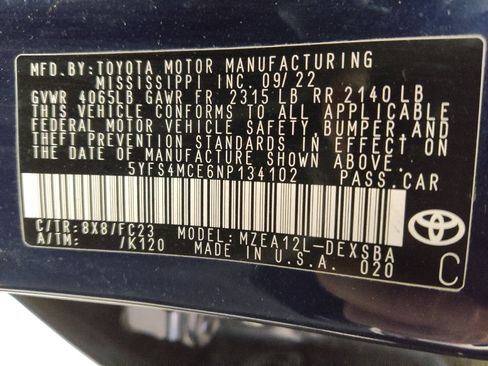 MFD.BY:TOYOTA MOTOR MANUFACTURING
MISSISSIPPI INC. 09/22
GVWR 4065LB GAWR FR 2315 LB RR 2140 LB
THIS VEHICLE CONFORMS TO ALL APPLICABLE
FEDERAL MOTOR VEHICLE SAFETY, BUMPER, AND
THEFT PREVENTION STANDARDS IN EFFECT ON
THE DATE OF MANUFACTURE SHOWN ABOVE.
5YFS4MCE6NP134102 PASS.CAR
C/TR: 8X8/FC23 MODEL: MZEA12L-DEXSBA
A/TM: /K120 MADE IN U.S.A. 020
TOYOTA
C